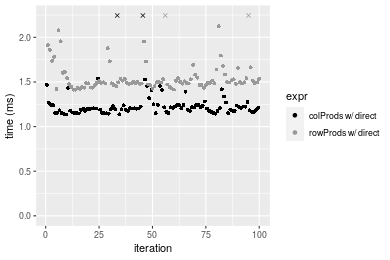 2.0
1.5
1.0
0.5
0.0
time (ms)
0
25
50
75
100
iteration
expr
colProds w/ direct
rowProds w/ direct